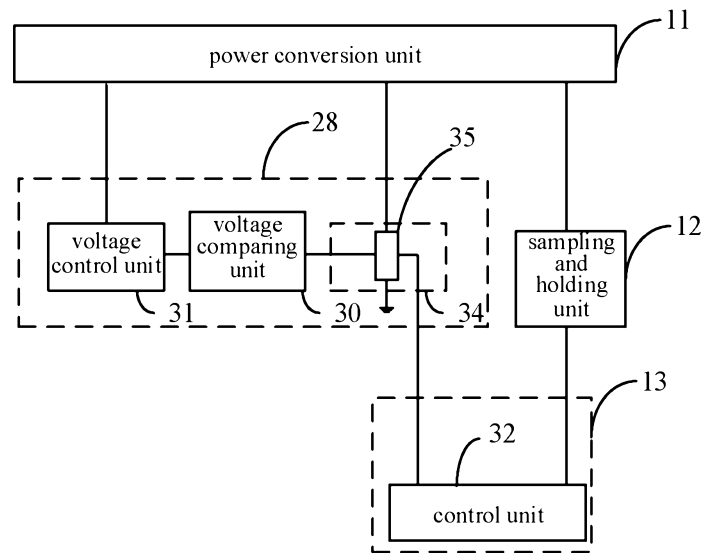 11
power conversion unit
28
35
voltage
control unit
voltage
comparing
unit
sampling
and
holding
unit
12
31
30
34
13
32
control unit